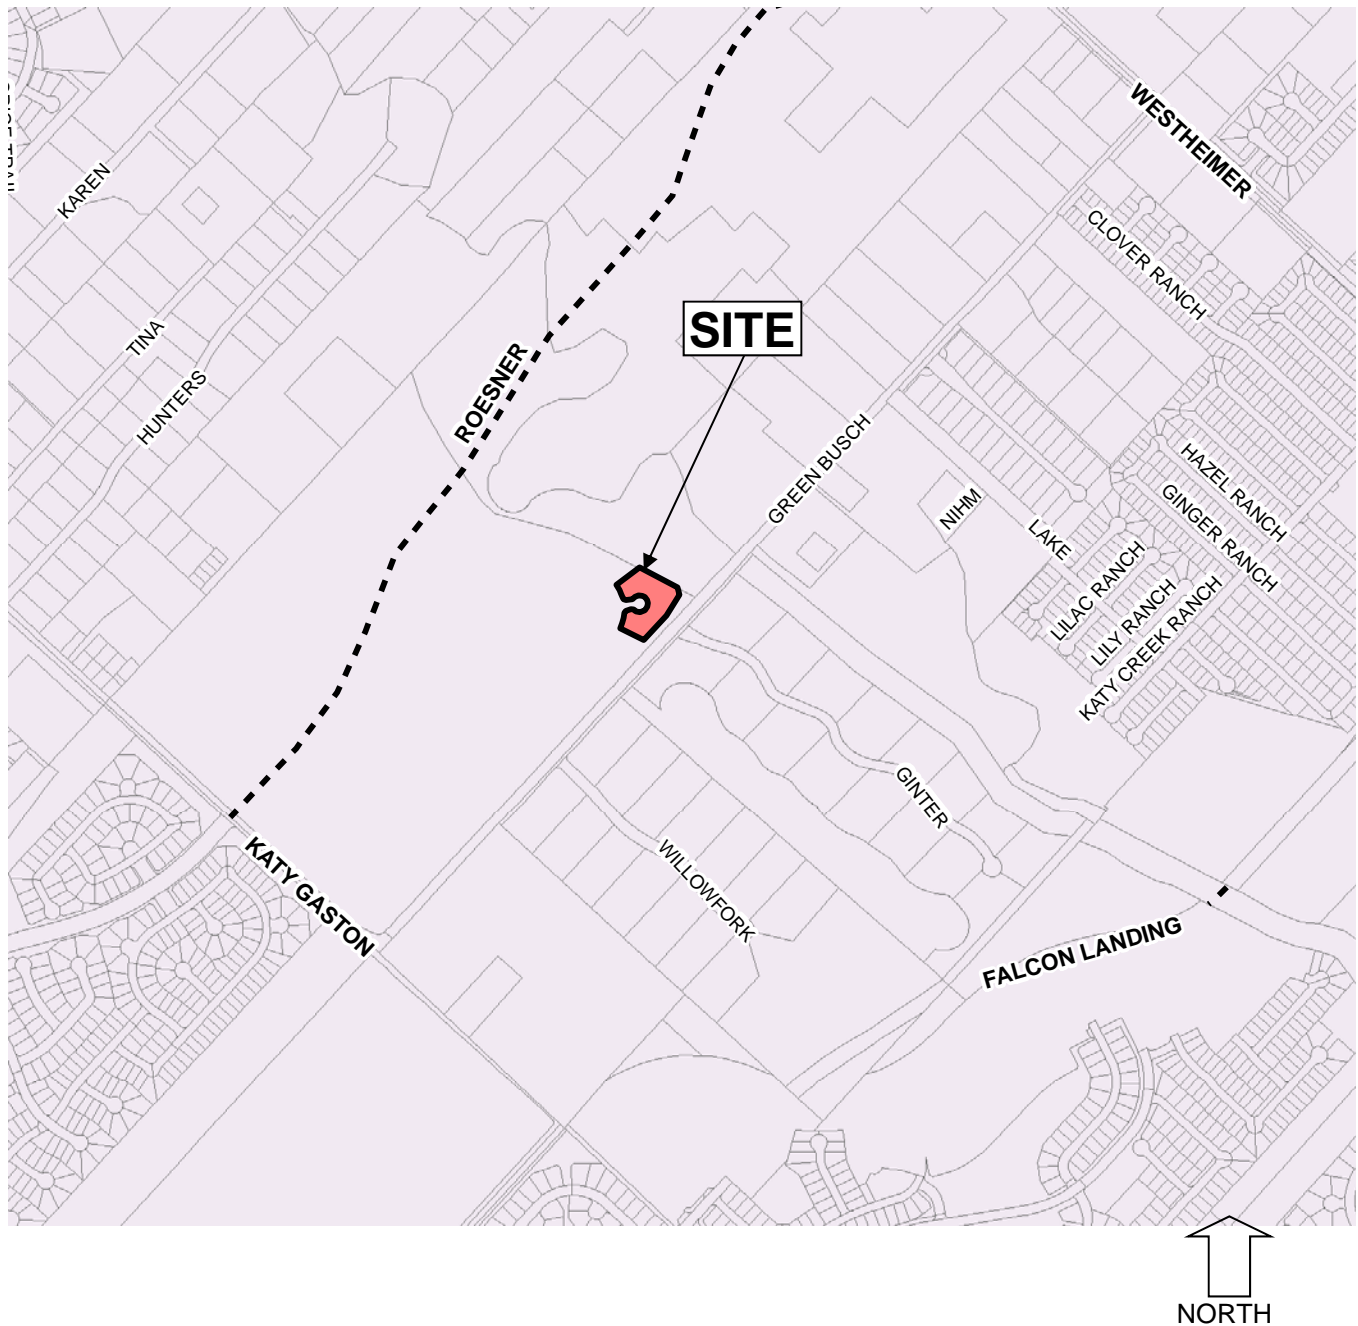 WESTHEIMER
KAREN
CLOVER RANCH
SITE
TINA
HUNTERS
ROESNER
GREEN BUSCH
HAZEL RANCH
GINGER RANCH
NIHM
LAKE
LILAC RANCH
LILY RANCH
KATY CREEK RANCH
GINTER
WILLOWFORK
KATY GASTON
FALCON LANDING
NORTH